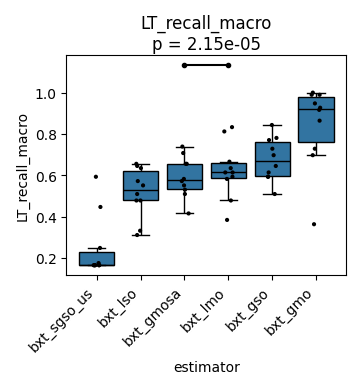 LT_recall_macro
p = 2.15e-05
LT_recall_macro
1.0
0.8
0.6
0.4
0.2
bxt_sgso_us
bxt_lso
bxt_gmosa
bxt_lmo
bxt_gso
bxt_gmo
estimator